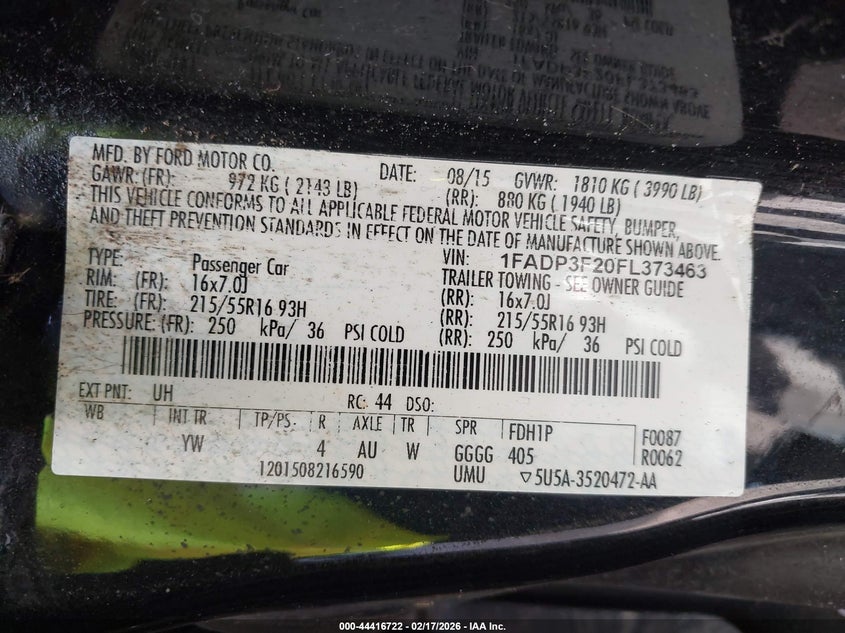 MFD. BY FORD MOTOR CO.
DATE: 08/15 GVWR: 1810 KG ( 3990 LB)
GAWR: (FR): 972 KG ( 2143 LB) (RR): 880 KG ( 1940 LB)
THIS VEHICLE CONFORMS TO ALL APPLICABLE FEDERAL MOTOR VEHICLE SAFETY, BUMPER,
AND THEFT PREVENTION STANDARDS IN EFFECT ON THE DATE OF MANUFACTURE SHOWN ABOVE.
VIN: 1FADP3F20FL373463
TYPE: Passenger Car TRAILER TOWING - SEE OWNER GUIDE
RIM: (FR): 16x7.0J (RR): 16x7.0J
TIRE: (FR): 215/55R16 93H (RR): 215/55R16 93H
PRESSURE: (FR): 250 kPa/ 36 PSI COLD (RR): 250 kPa/ 36 PSI COLD
EXT PNT: UH RC: 44 DSO:
WB INT TR TP/PS R AXLE TR SPR FDH1P F0087
YW 4 AU W GGGG 405 R0062
1201508216590 UMU ▽5U5A-3520472-AA
000-44416722 - 02/17/2026 - IAA Inc.